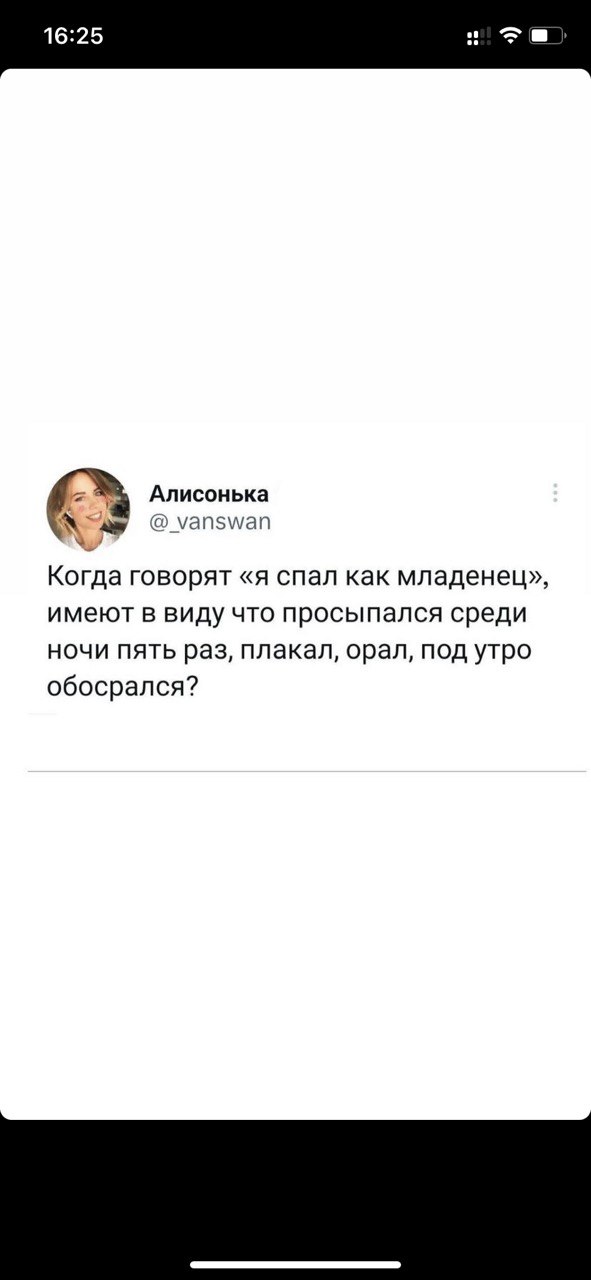 16:25
Алисонька
@_vanswan
Когда говорят «я спал как младенец»,
имеют в виду что просыпался среди
ночи пять раз, плакал, орал, под утро
обосрался?